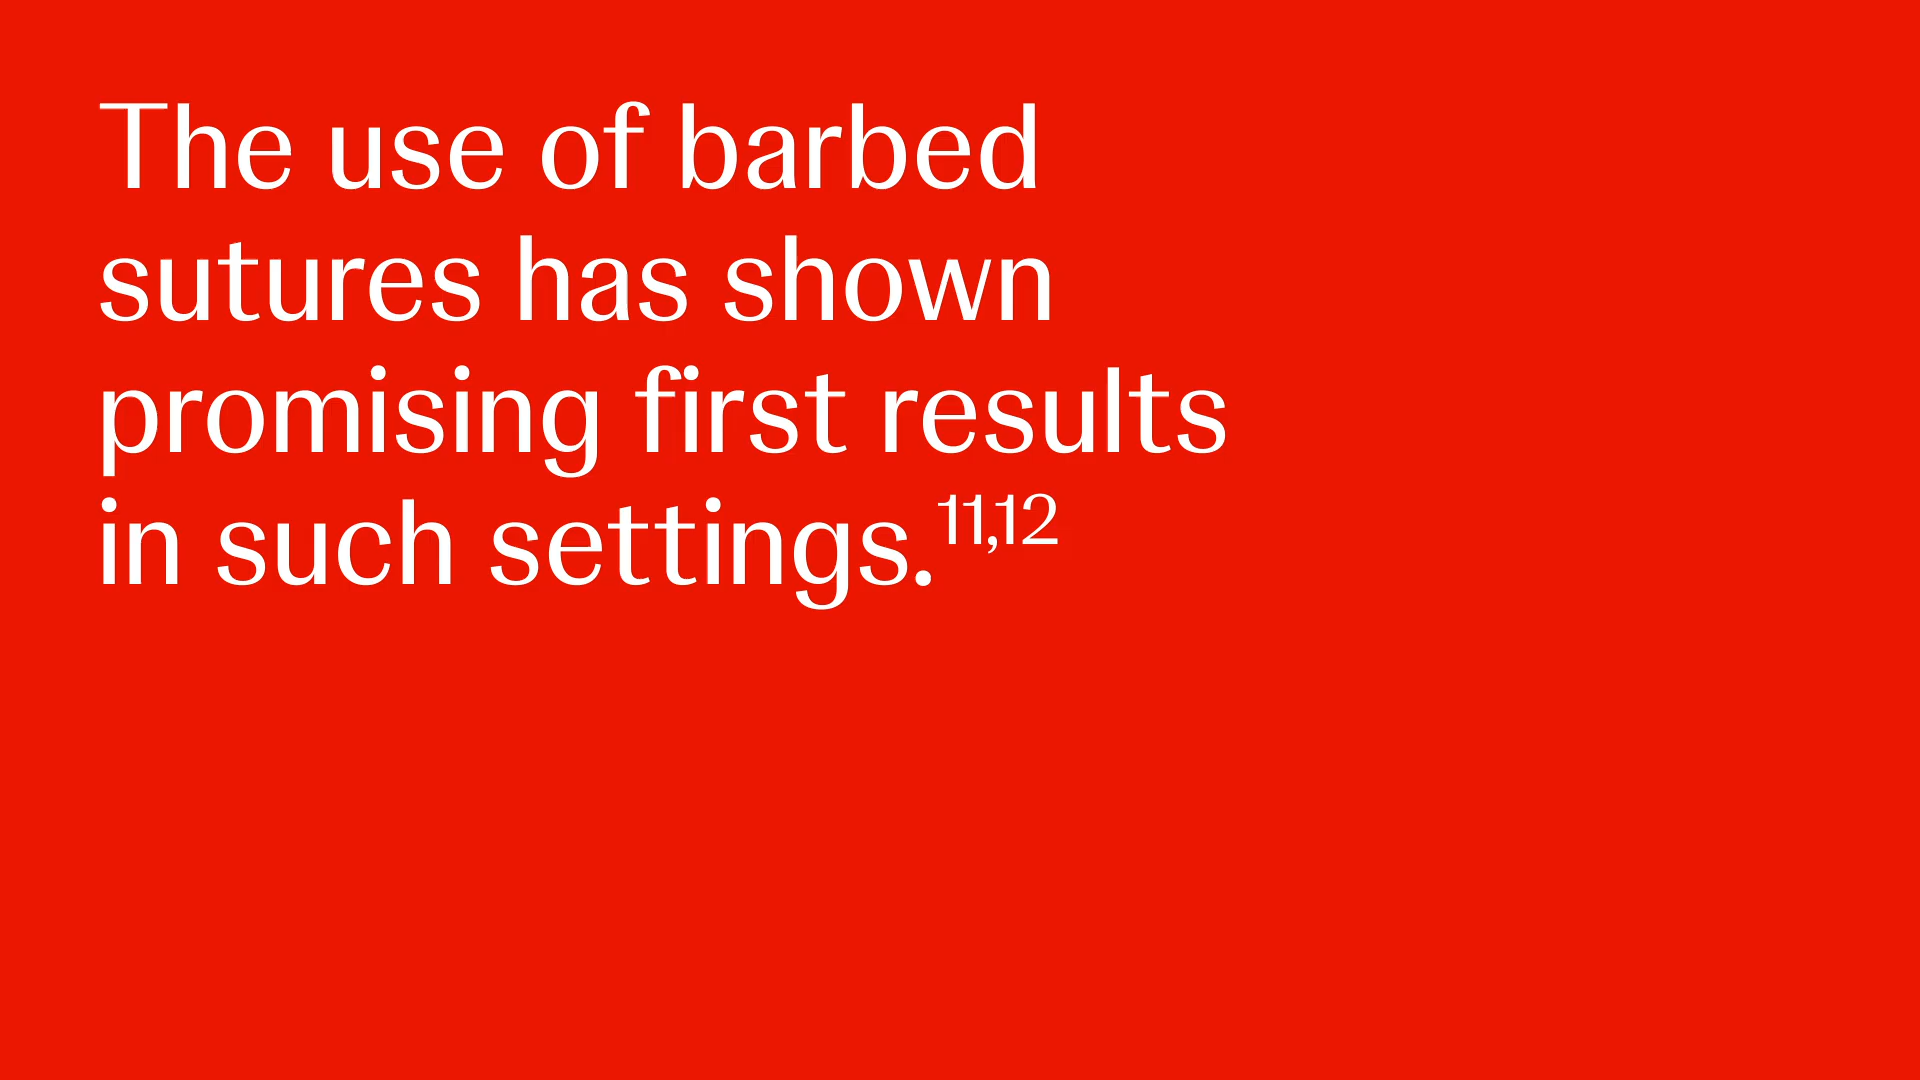 The use of barbed
sutures has shown
promising first results
in such settings.11,12